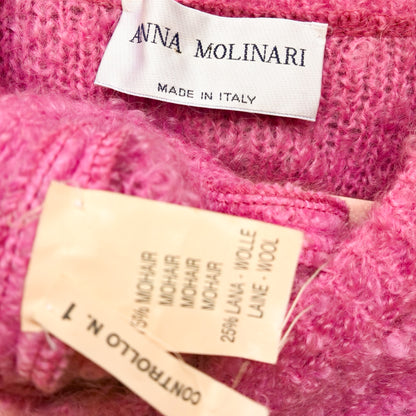 ANNA MOLINARI
MADE IN ITALY
75% MOHAIR
MOHAIR
MOHAIR
MOHAIR
25% LANA - WOLLE
LAINE - WOOL
CONTROLLO N. 1